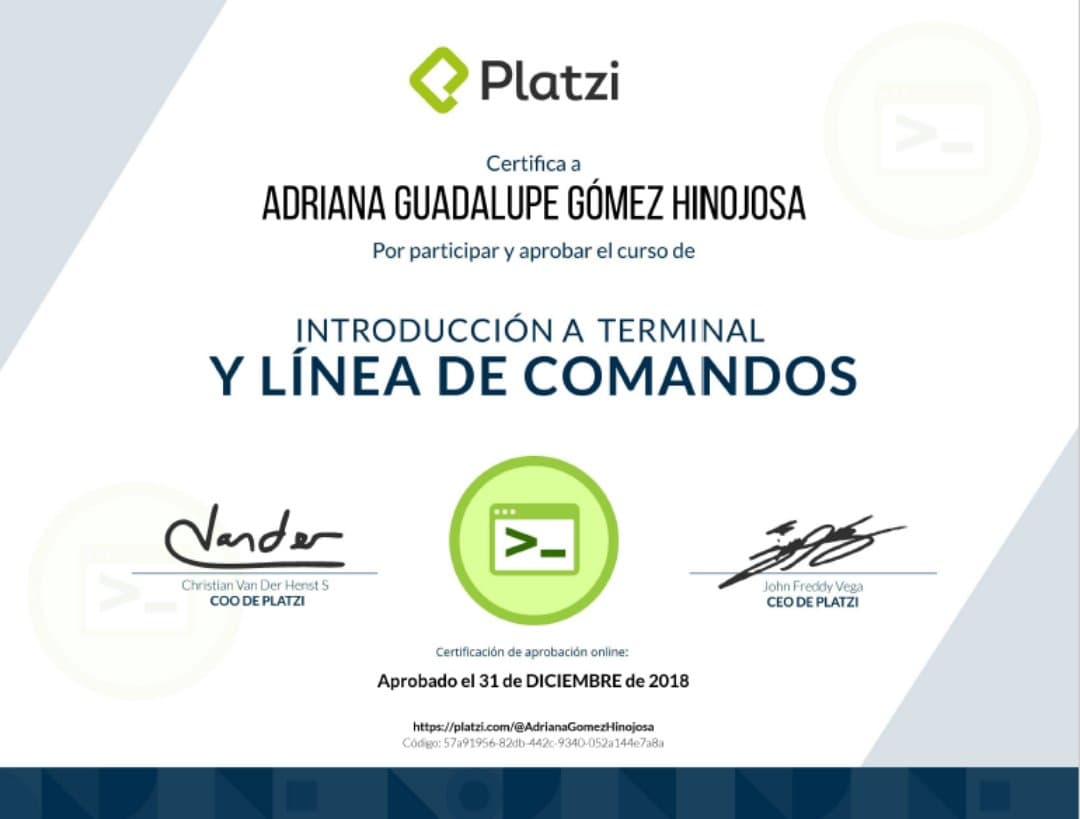 Platzi
Certifica a
ADRIANA GUADALUPE GÓMEZ HINOJOSA
Por participar y aprobar el curso de
INTRODUCCIÓN A TERMINAL
Y LÍNEA DE COMANDOS
Vander
Christian Van Der Henst S
COO DE PLATZI
John Freddy Vega
CEO DE PLATZI
Certificación de aprobación online:
Aprobado el 31 de DICIEMBRE de 2018
https://platzi.com/@AdrianaGomezHinojosa
Código: 57a91956-82db-442c-9340-052a144e7a8a